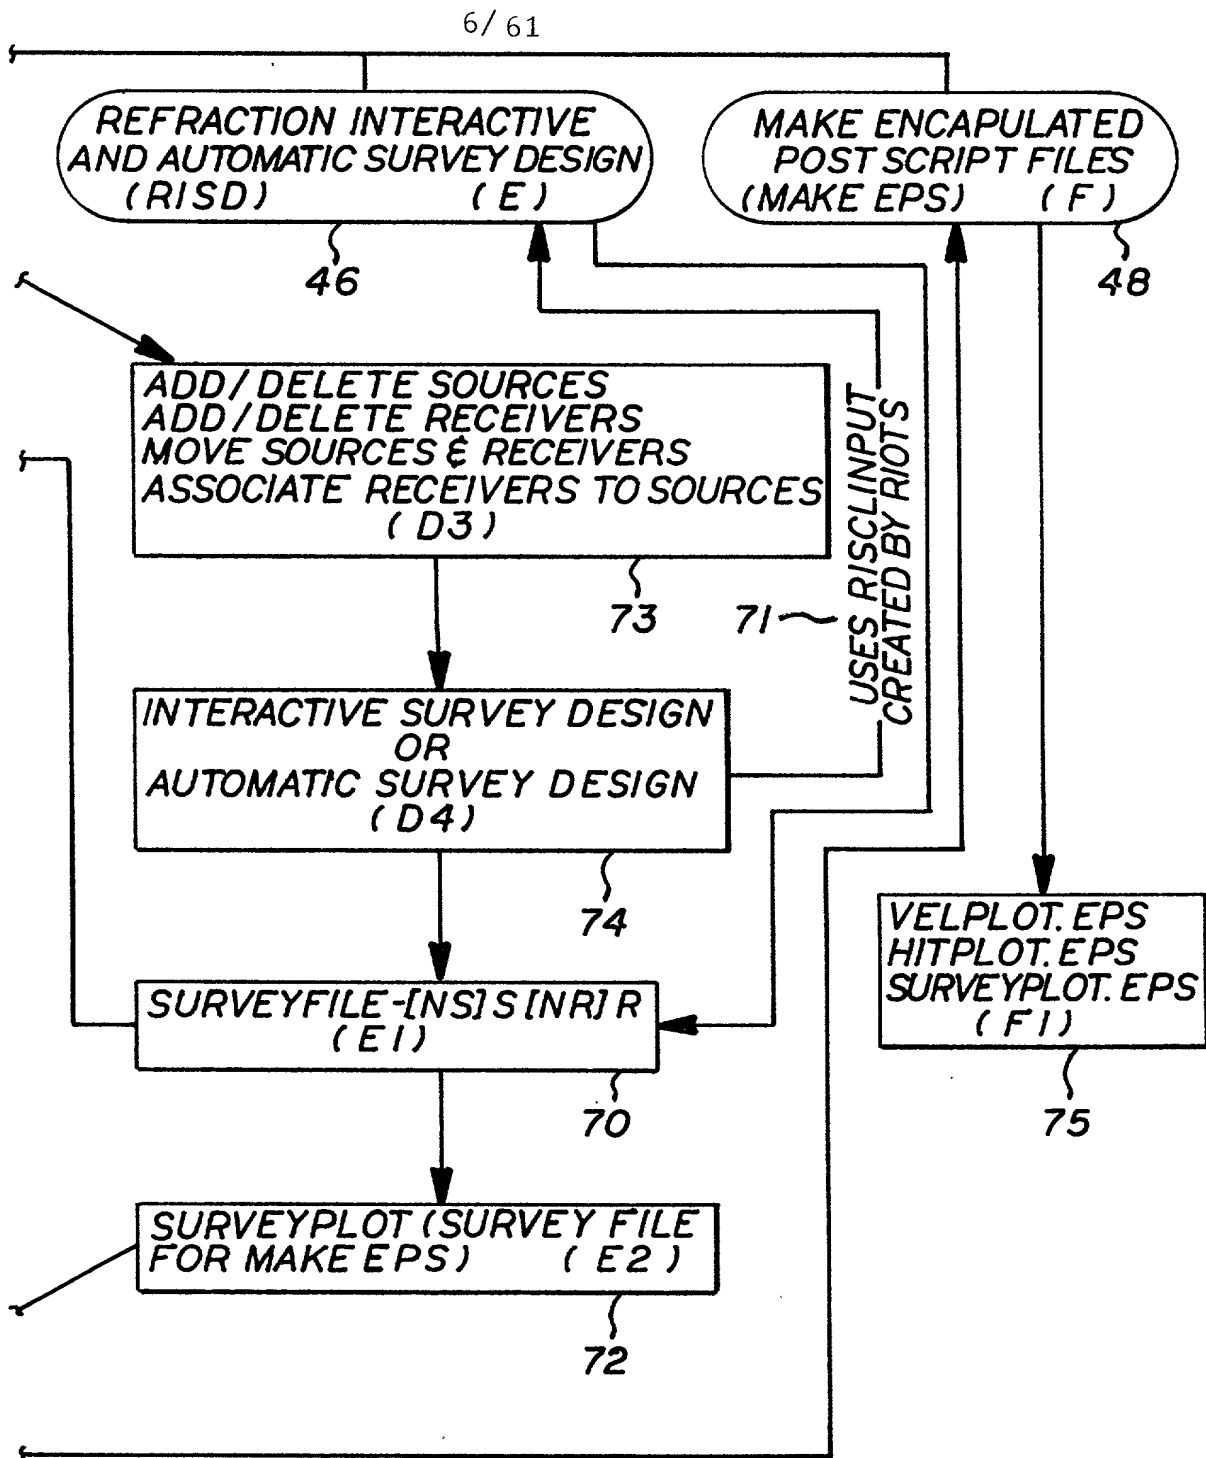 6/61
REFRACTION INTERACTIVE
AND AUTOMATIC SURVEY DESIGN
(RISD) (E)
46
MAKE ENCAPULATED
POST SCRIPT FILES
(MAKE EPS) (F)
48
ADD/DELETE SOURCES
ADD/DELETE RECEIVERS
MOVE SOURCES & RECEIVERS
ASSOCIATE RECEIVERS TO SOURCES
(D3)
73
71
USES RISCLINPUT
CREATED BY RIOTS
INTERACTIVE SURVEY DESIGN
OR
AUTOMATIC SURVEY DESIGN
(D4)
74
VELPLOT.EPS
HITPLOT.EPS
SURVEYPLOT.EPS
(F1)
75
SURVEYFILE-[NS]S[NR]R
(E1)
70
SURVEYPLOT (SURVEY FILE
FOR MAKE EPS) (E2)
72